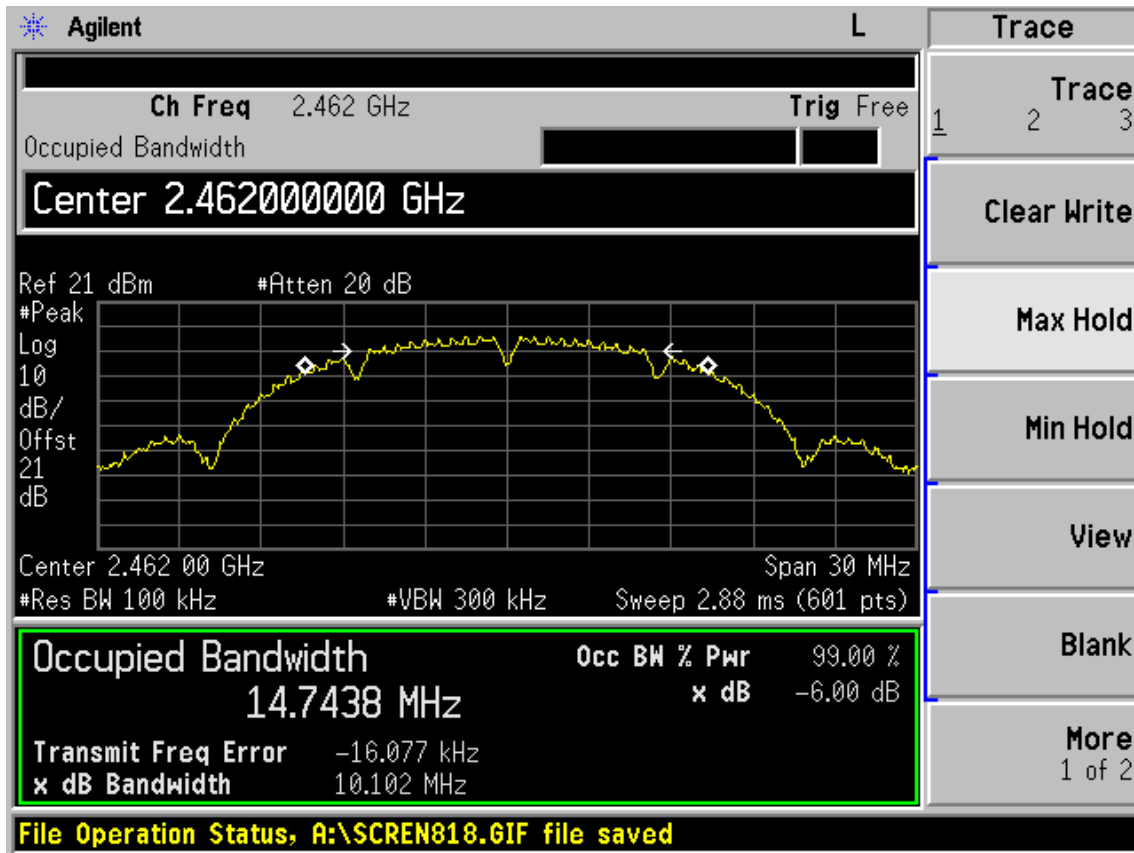 Agilent L Trace
Ch Freq 2.462 GHz Trig Free
Occupied Bandwidth
Center 2.462000000 GHz
Ref 21 dBm #Atten 20 dB
#Peak
Log
10
dB/
Offst
21
dB
Center 2.462 00 GHz Span 30 MHz
#Res BW 100 kHz #VBW 300 kHz Sweep 2.88 ms (601 pts)
Occupied Bandwidth Occ BW % Pwr 99.00 %
14.7438 MHz x dB -6.00 dB
Transmit Freq Error -16.077 kHz
x dB Bandwidth 10.102 MHz
Trace
1 2 3
Clear Write
Max Hold
Min Hold
View
Blank
More
1 of 2
File Operation Status, A:\SCREN818.GIF file saved